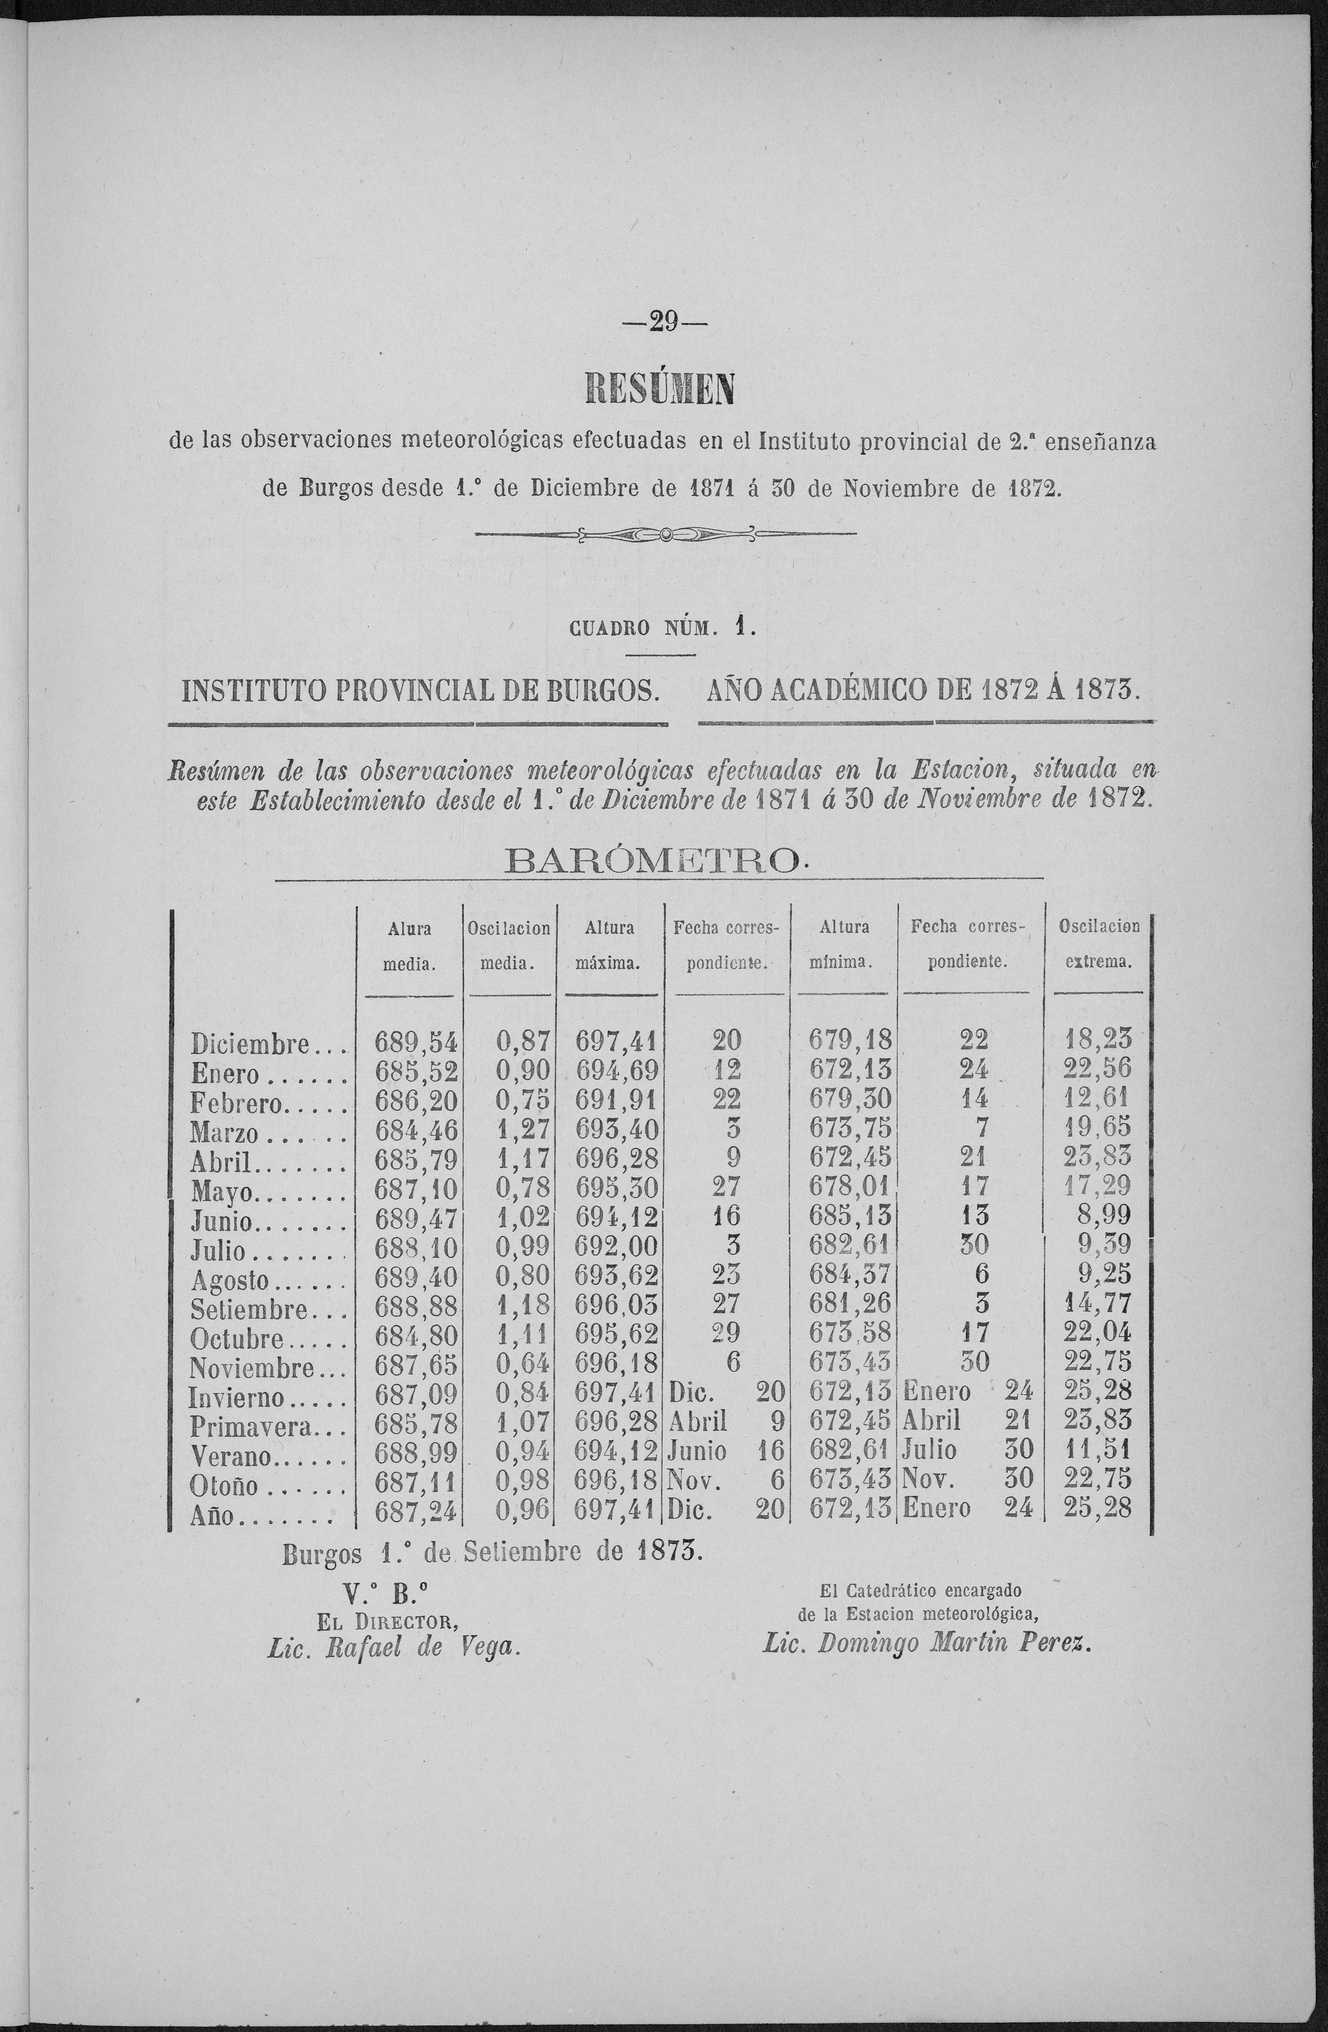 —29—
RESÚMEN
de las observaciones meteorológicas efectuadas en el Instituto provincial de 2.ª enseñanza
de Burgos desde 1.º de Diciembre de 1871 á 30 de Noviembre de 1872.
CUADRO NÚM. 1.
INSTITUTO PROVINCIAL DE BURGOS. AÑO ACADÉMICO DE 1872 Á 1873.
Resúmen de las observaciones meteorológicas efectuadas en la Estacion, situada en
este Establecimiento desde el 1.º de Diciembre de 1871 á 30 de Noviembre de 1872.
BARÓMETRO.
Alura media. Oscilacion media. Altura máxima. Fecha correspondiente. Altura mínima. Fecha correspondiente. Oscilacion extrema.
Diciembre... 689,54 0,87 697,41 20 679,18 22 18,23
Enero...... 685,52 0,90 694,69 12 672,13 24 22,56
Febrero..... 686,20 0,75 691,91 22 679,30 14 12,61
Marzo...... 684,46 1,27 693,40 3 673,75 7 19,65
Abril....... 685,79 1,17 696,28 9 672,45 21 23,83
Mayo....... 687,10 0,78 695,30 27 678,01 17 17,29
Junio....... 689,47 1,02 694,12 16 685,13 13 8,99
Julio....... 688,10 0,99 692,00 3 682,61 30 9,39
Agosto...... 689,40 0,80 693,62 23 684,37 6 9,25
Setiembre... 688,88 1,18 696,03 27 681,26 3 14,77
Octubre..... 684,80 1,11 695,62 29 673,58 17 22,04
Noviembre... 687,65 0,64 696,18 6 673,43 30 22,75
Invierno..... 687,09 0,84 697,41 Dic. 20 672,13 Enero 24 25,28
Primavera... 685,78 1,07 696,28 Abril 9 672,45 Abril 21 23,83
Verano...... 688,99 0,94 694,12 Junio 16 682,61 Julio 30 11,51
Otoño...... 687,11 0,98 696,18 Nov. 6 673,43 Nov. 30 22,75
Año....... 687,24 0,96 697,41 Dic. 20 672,13 Enero 24 25,28
Burgos 1.º de Setiembre de 1873.
V.º B.º
EL DIRECTOR,
Lic. Rafael de Vega.
El Catedrático encargado
de la Estacion meteorológica,
Lic. Domingo Martin Perez.